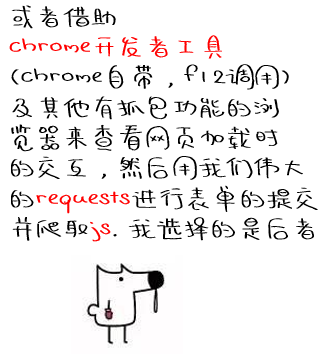 或者借助
chrome开发者工具
(chrome自带,f12调用)
及其他有抓包功能的浏
览器来查看网页加载时
的交互,然后用我们伟大
的requests进行表单的提交
并爬取js. 我选择的是后者